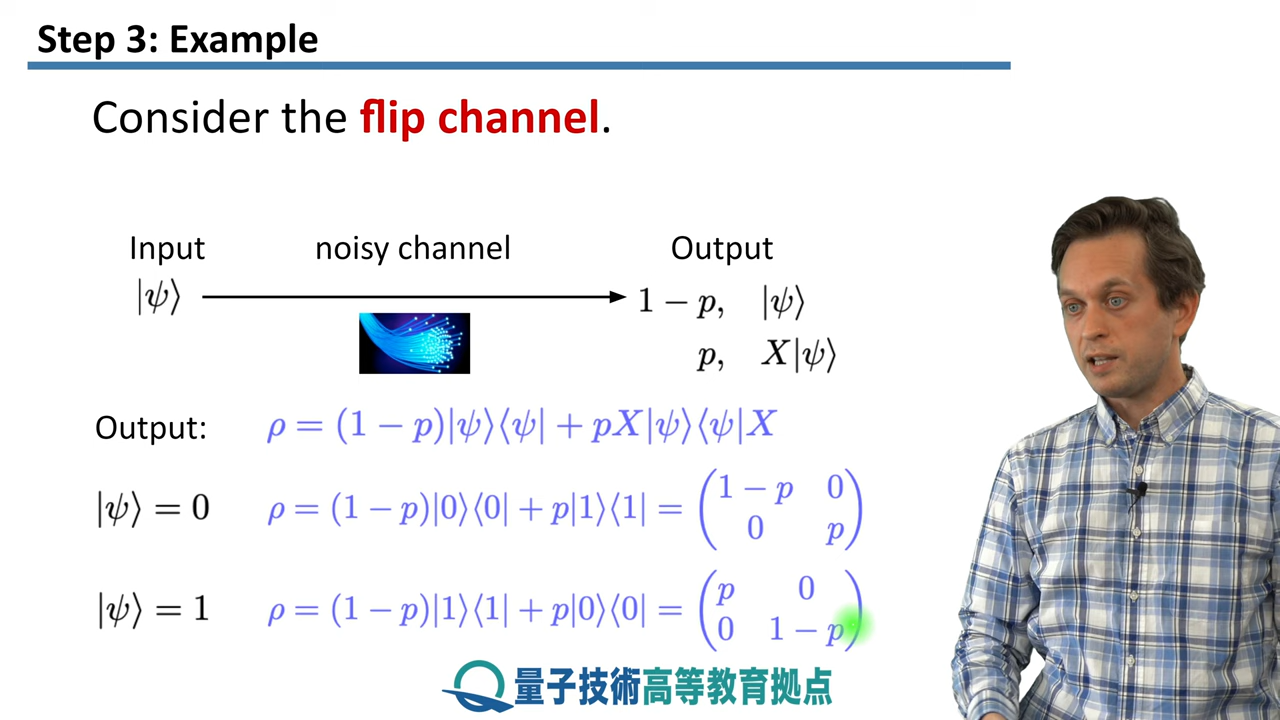 Step 3: Example
Consider the flip channel.
Input noisy channel Output
|ψ⟩ 1 − p, |ψ⟩
p, X|ψ⟩
Output: ρ = (1 − p)|ψ⟩⟨ψ| + pX|ψ⟩⟨ψ|X
|ψ⟩ = 0 ρ = (1 − p)|0⟩⟨0| + p|1⟩⟨1| = (1 − p 0
0 p)
|ψ⟩ = 1 ρ = (1 − p)|1⟩⟨1| + p|0⟩⟨0| = (p 0
0 1 − p)
量子技術高等教育拠点